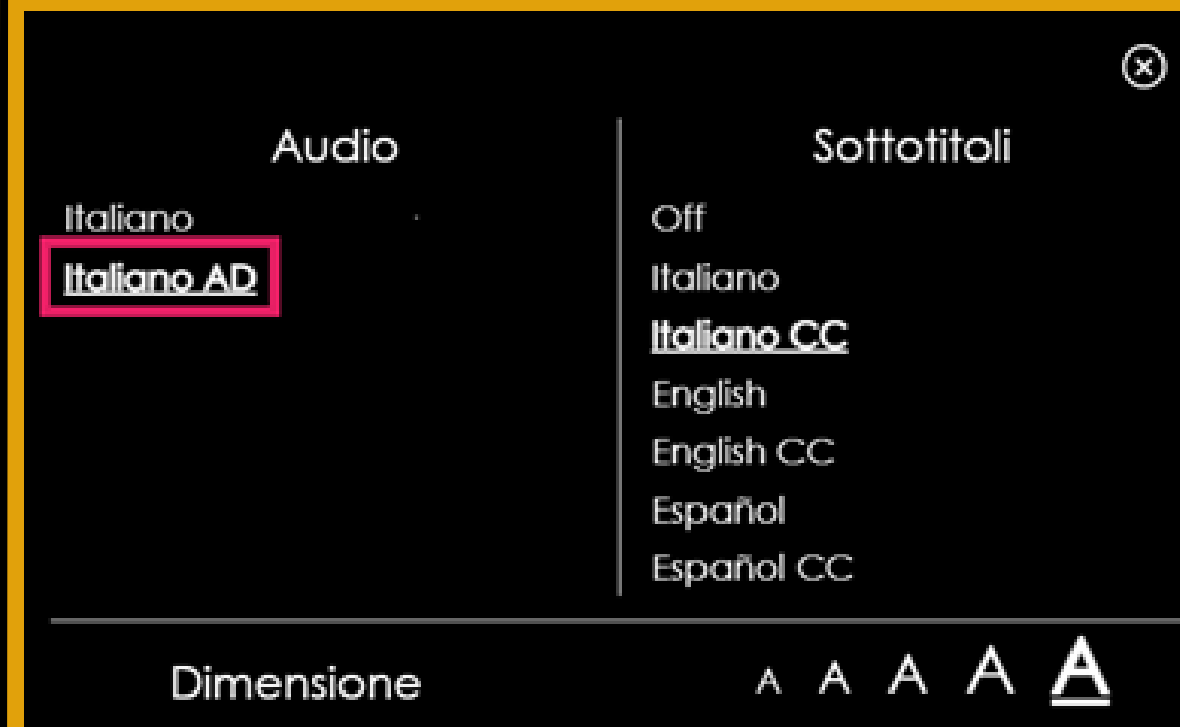 Audio
Italiano
Italiano AD
Sottotitoli
Off
Italiano
Italiano CC
English
English CC
Español
Español CC
Dimensione
A A A A A